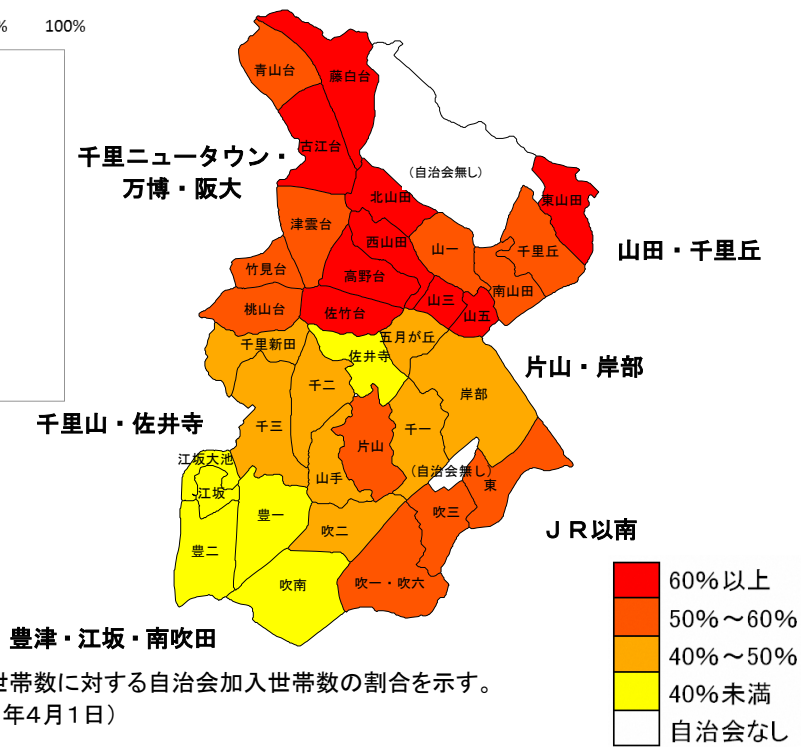 % 100%
青山台
藤白台
古江台
千里ニュータウン・
万博・阪大
(自治会無し)
北山田
東山田
津雲台
西山田
山一
千里丘
山田・千里丘
竹見台
高野台
南山田
桃山台
佐竹台
山三
山五
千里新田
佐井寺
五月が丘
片山・岸部
千二
岸部
千里山・佐井寺
千三
片山
千一
江坂大池
山手
(自治会無し)
江坂
東
豊一
吹三
吹二
JR以南
豊二
吹南
吹一・吹六
豊津・江坂・南吹田
60%以上
50%～60%
40%～50%
40%未満
自治会なし
世帯数に対する自治会加入世帯数の割合を示す。
年4月1日）